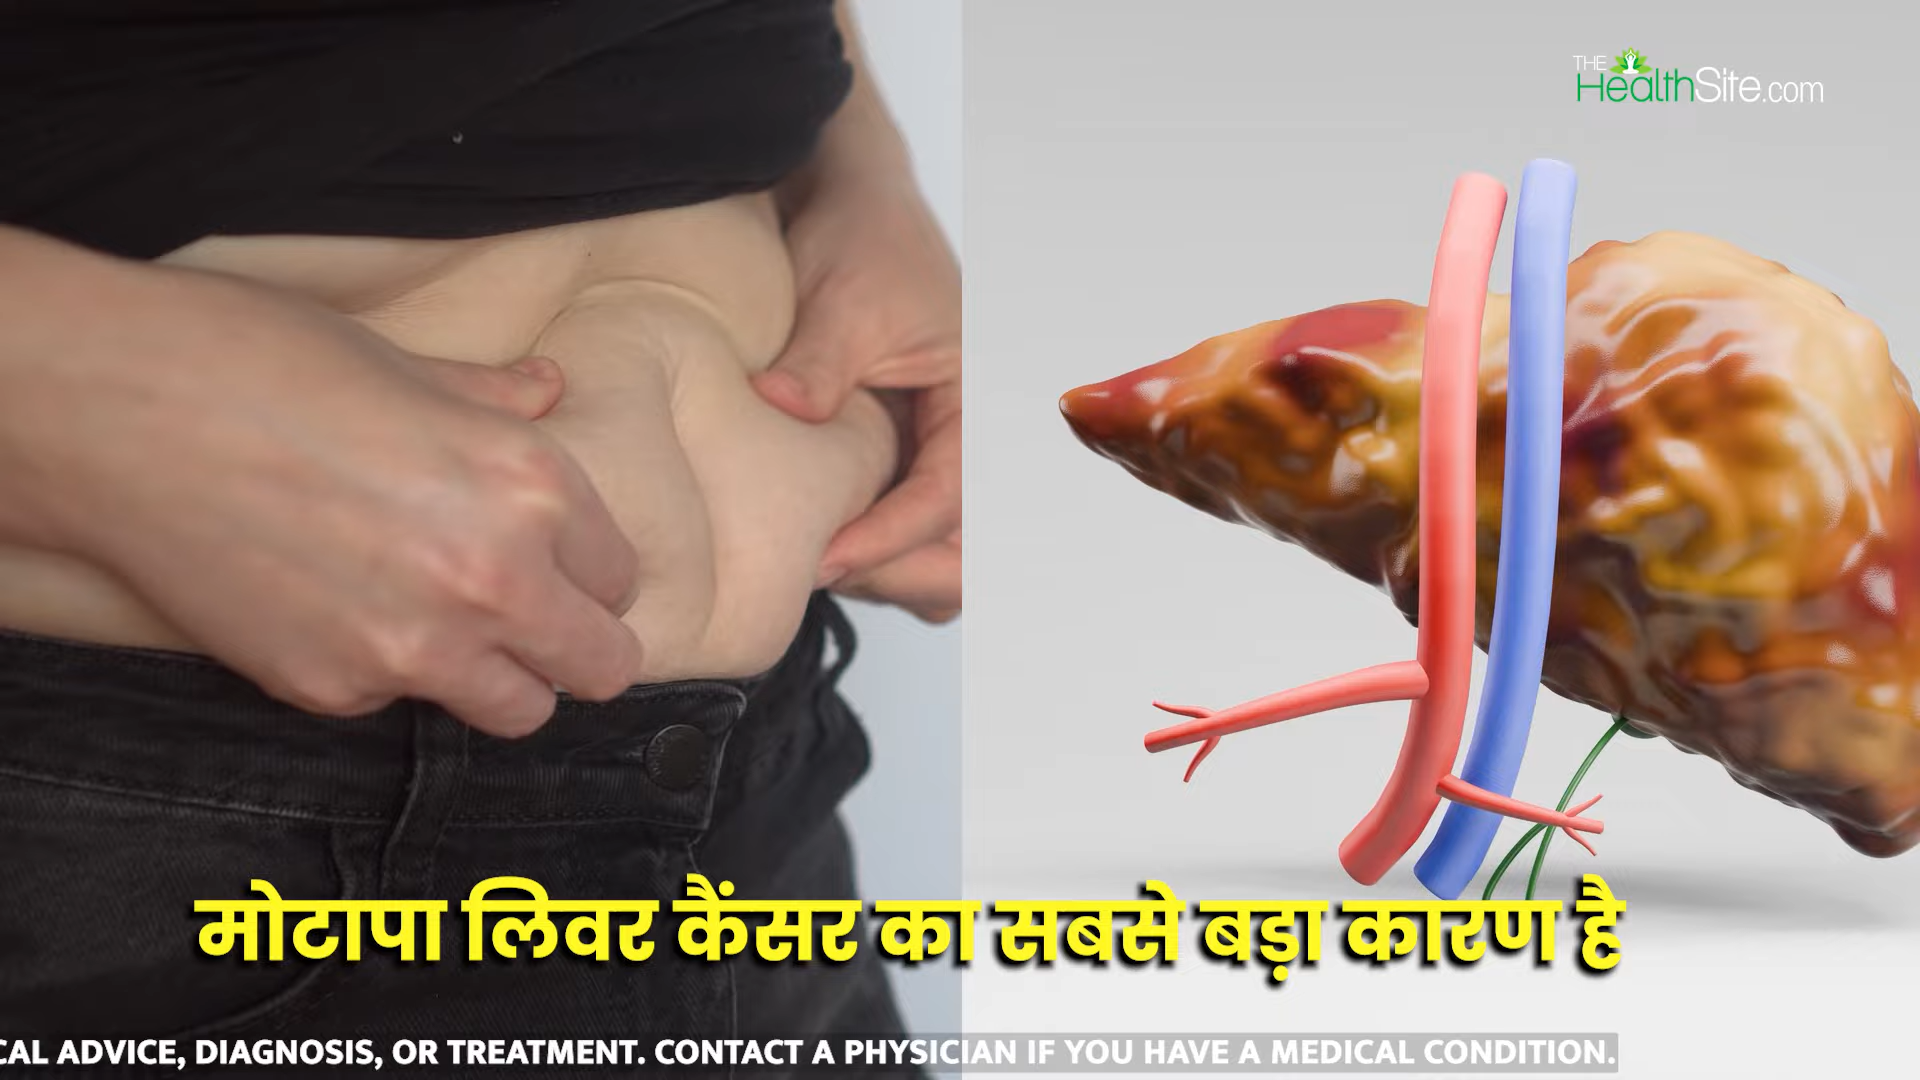 THE
HealthSite.com
मोटापा लिवर कैंसर का सबसे बड़ा कारण है
CAL ADVICE, DIAGNOSIS, OR TREATMENT. CONTACT A PHYSICIAN IF YOU HAVE A MEDICAL CONDITION.